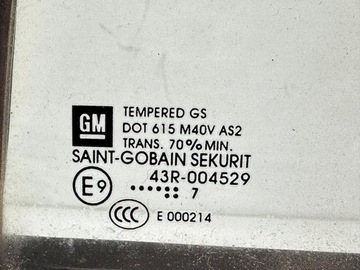 GM
TEMPERED GS
DOT 615 M40V AS2
TRANS. 70% MIN.
SAINT-GOBAIN SEKURIT
E9
43R-004529
7
CCC
E 000214